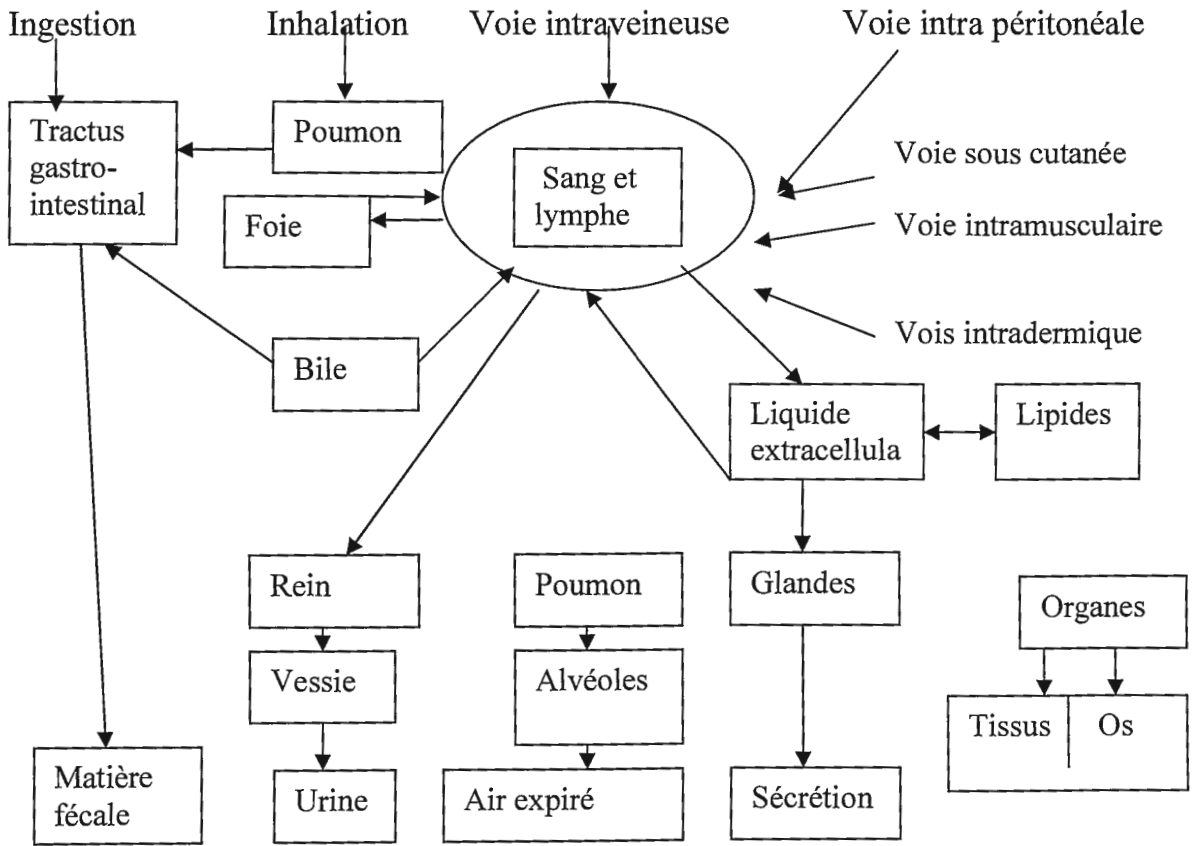 Ingestion
Inhalation
Voie intraveineuse
Voie intra péritonéale
Tractus
gastro-
intestinal
Poumon
Sang et
lymphe
Voie sous cutanée
Foie
Voie intramusculaire
Vois intradermique
Bile
Liquide
extracellula
Lipides
Rein
Poumon
Glandes
Organes
Vessie
Alvéoles
Tissus
Os
Matière
fécale
Urine
Air expiré
Sécrétion